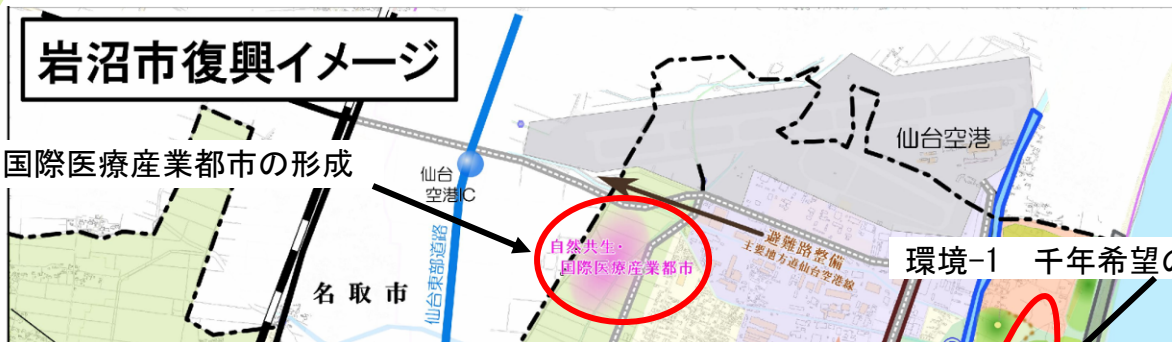 岩沼市復興イメージ
国際医療産業都市の形成
仙台
空港IC
仙台東部道路
名取市
自然共生・
国際医療産業都市
避難路整備
主要地方道仙台空港線
仙台空港
環境-1 千年希望の